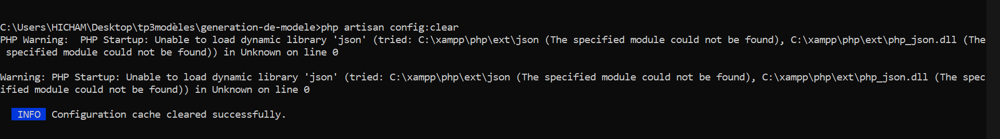 C:\Users\HICHAM\Desktop\tp3modèles\generation-de-modele>php artisan config:clear
PHP Warning:  PHP Startup: Unable to load dynamic library 'json' (tried: C:\xampp\php\ext\json (The specified module could not be found), C:\xampp\php\ext\php_json.dll (The
 specified module could not be found)) in Unknown on line 0
Warning: PHP Startup: Unable to load dynamic library 'json' (tried: C:\xampp\php\ext\json (The specified module could not be found), C:\xampp\php\ext\php_json.dll (The spec
ified module could not be found)) in Unknown on line 0
INFO  Configuration cache cleared successfully.